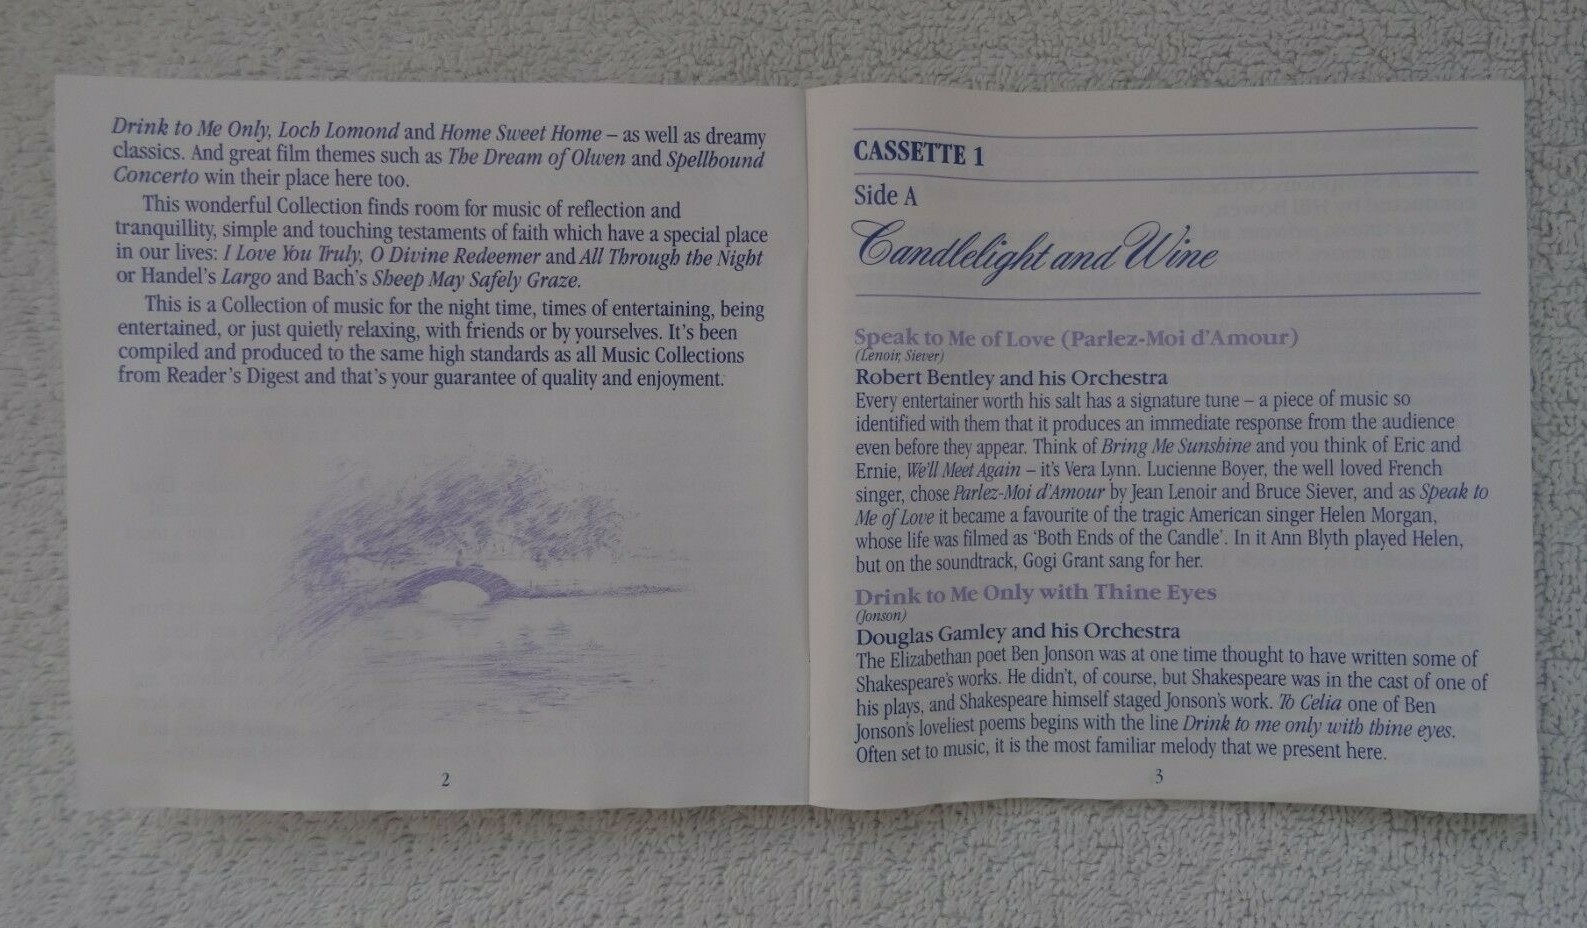 Drink to Me Only, Loch Lomond and Home Sweet Home – as well as dreamy
classics. And great film themes such as The Dream of Olwen and Spellbound
Concerto win their place here too.
This wonderful Collection finds room for music of reflection and
tranquillity, simple and touching testaments of faith which have a special place
in our lives: I Love You Truly, O Divine Redeemer and All Through the Night
or Handel's Largo and Bach's Sheep May Safely Graze.
This is a Collection of music for the night time, times of entertaining, being
entertained, or just quietly relaxing, with friends or by yourselves. It's been
compiled and produced to the same high standards as all Music Collections
from Reader's Digest and that's your guarantee of quality and enjoyment.
2
CASSETTE 1
Side A
Candlelight and Wine
Speak to Me of Love (Parlez-Moi d'Amour)
(Lenoir, Siever)
Robert Bentley and his Orchestra
Every entertainer worth his salt has a signature tune – a piece of music so
identified with them that it produces an immediate response from the audience
even before they appear. Think of Bring Me Sunshine and you think of Eric and
Ernie, We'll Meet Again – it's Vera Lynn. Lucienne Boyer, the well loved French
singer, chose Parlez-Moi d'Amour by Jean Lenoir and Bruce Siever, and as Speak to
Me of Love it became a favourite of the tragic American singer Helen Morgan,
whose life was filmed as 'Both Ends of the Candle'. In it Ann Blyth played Helen,
but on the soundtrack, Gogi Grant sang for her.
Drink to Me Only with Thine Eyes
(Jonson)
Douglas Gamley and his Orchestra
The Elizabethan poet Ben Jonson was at one time thought to have written some of
Shakespeare's works. He didn't, of course, but Shakespeare was in the cast of one of
his plays, and Shakespeare himself staged Jonson's work. To Celia one of Ben
Jonson's loveliest poems begins with the line Drink to me only with thine eyes.
Often set to music, it is the most familiar melody that we present here.
3